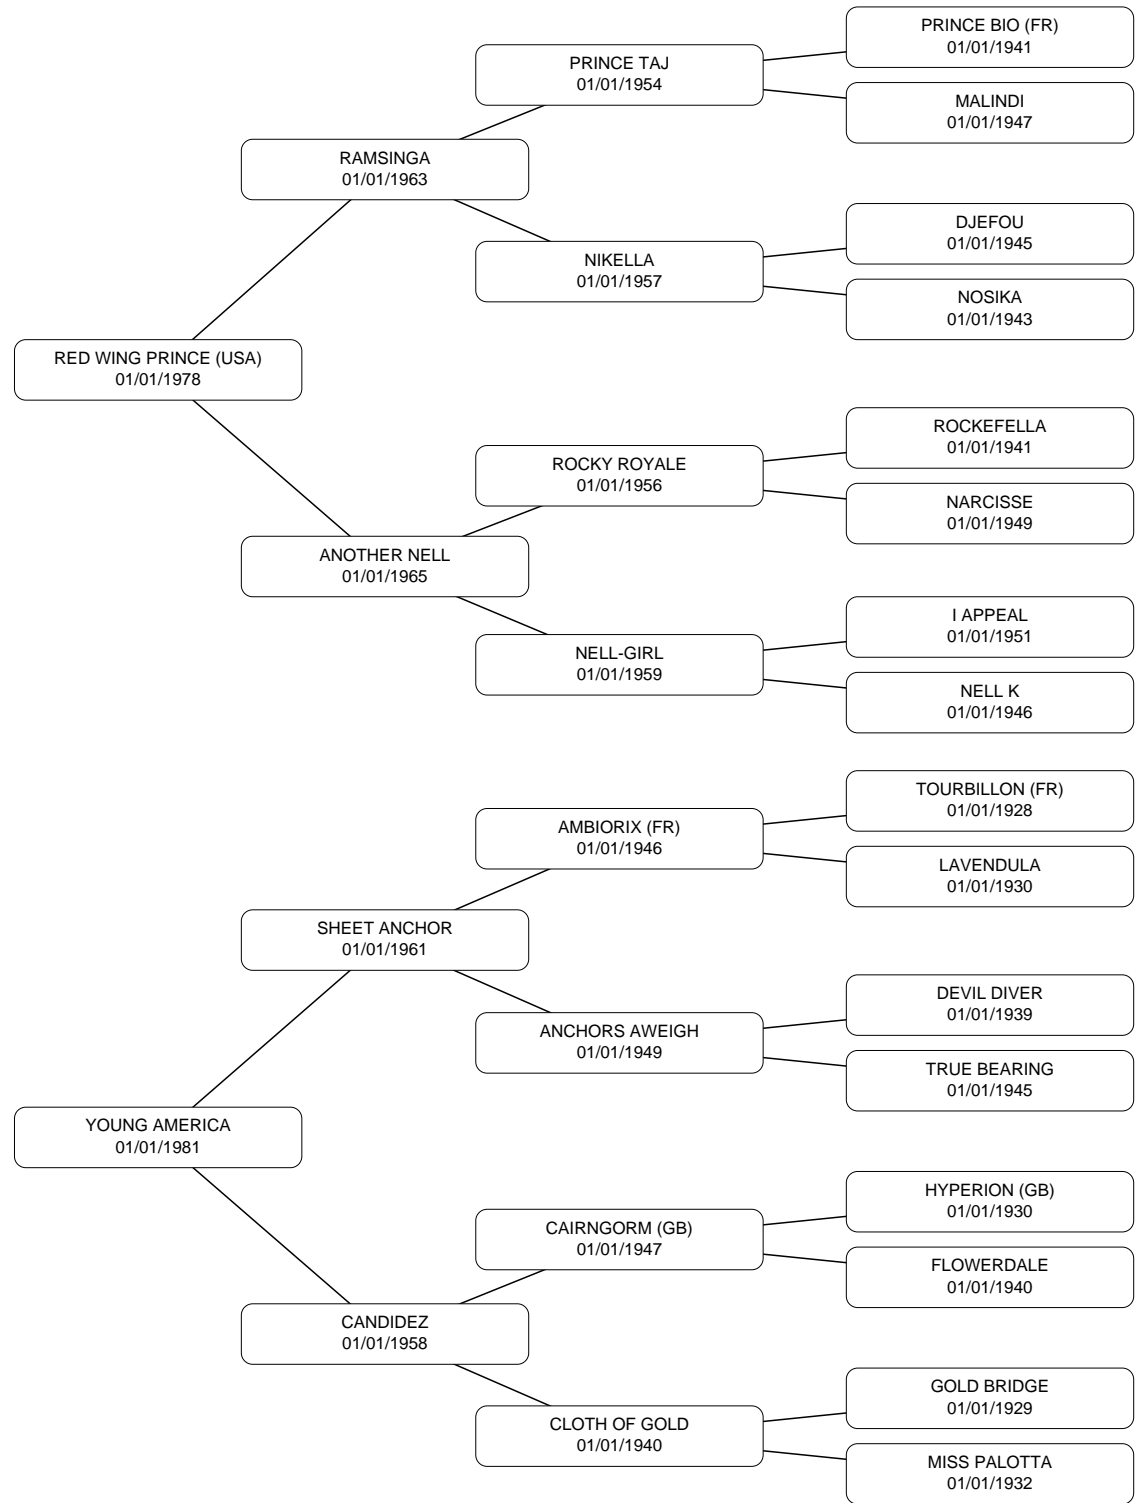 PRINCE BIO (FR)
01/01/1941
PRINCE TAJ
01/01/1954
MALINDI
01/01/1947
RAMSINGA
01/01/1963
DJEFOU
01/01/1945
NIKELLA
01/01/1957
NOSIKA
01/01/1943
RED WING PRINCE (USA)
01/01/1978
ROCKEFELLA
01/01/1941
ROCKY ROYALE
01/01/1956
NARCISSE
01/01/1949
ANOTHER NELL
01/01/1965
I APPEAL
01/01/1951
NELL-GIRL
01/01/1959
NELL K
01/01/1946
TOURBILLON (FR)
01/01/1928
AMBIORIX (FR)
01/01/1946
LAVENDULA
01/01/1930
SHEET ANCHOR
01/01/1961
DEVIL DIVER
01/01/1939
ANCHORS AWEIGH
01/01/1949
TRUE BEARING
01/01/1945
YOUNG AMERICA
01/01/1981
HYPERION (GB)
01/01/1930
CAIRNGORM (GB)
01/01/1947
FLOWERDALE
01/01/1940
CANDIDEZ
01/01/1958
GOLD BRIDGE
01/01/1929
CLOTH OF GOLD
01/01/1940
MISS PALOTTA
01/01/1932